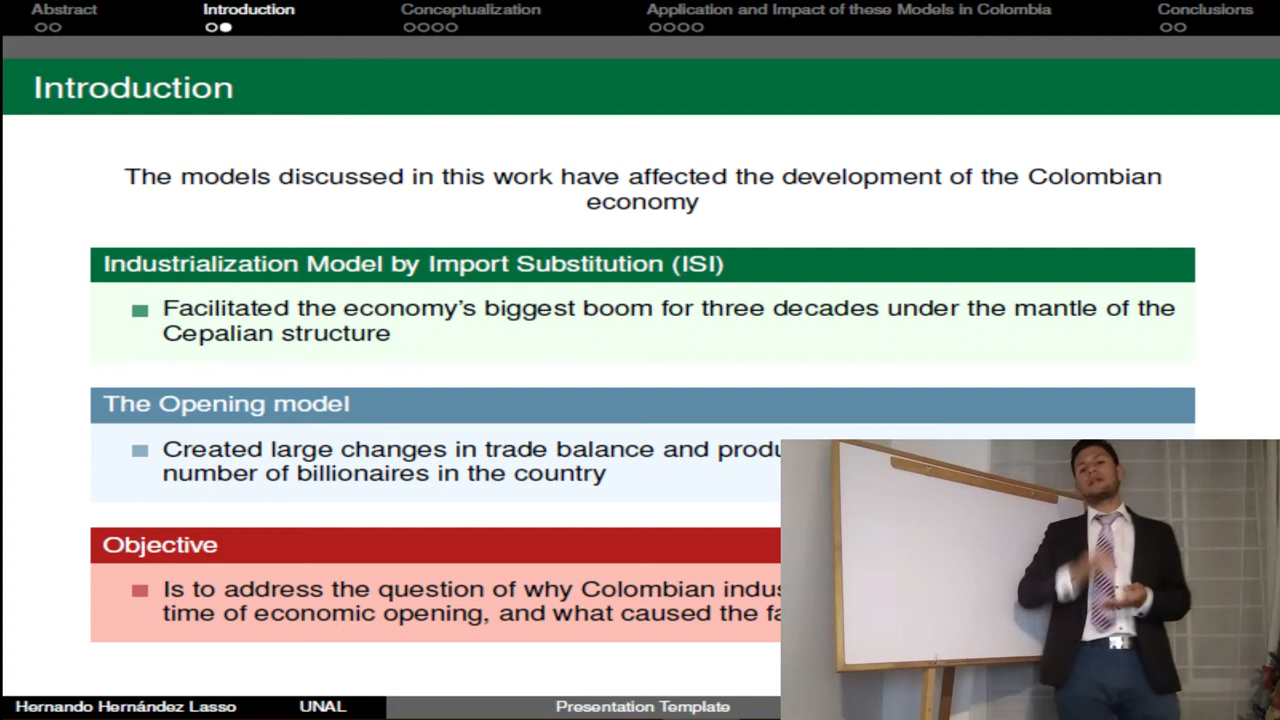 Abstract Introduction Conceptualization Application and Impact of these Models in Colombia Conclusions
Introduction
The models discussed in this work have affected the development of the Colombian
economy
Industrialization Model by Import Substitution (ISI)
Facilitated the economy's biggest boom for three decades under the mantle of the
Cepalian structure
The Opening model
Created large changes in trade balance and
number of billionaires in the country
Objective
Is to address the question of why Colombian
time of economic opening, and what caused the
Hernando Hernández Lasso UNAL Presentation Template